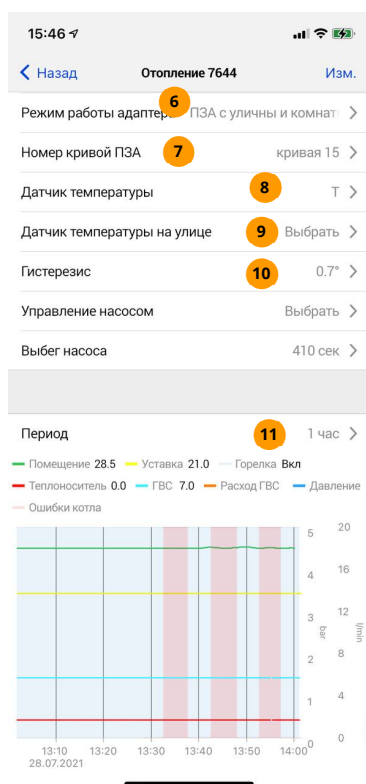 15:46
Назад Отопление 7644 Изм.
6
Режим работы адаптера ПЗА с уличны и комнат
Номер кривой ПЗА 7 кривая 15
Датчик температуры 8 T
Датчик температуры на улице 9 Выбрать
Гистерезис 10 0.7°
Управление насосом Выбрать
Выбег насоса 410 сек
Период 11 1 час
Помещение 28.5 Уставка 21.0 Горелка Вкл
Теплоноситель 0.0 ГВС 7.0 Расход ГВС Давление
Ошибки котла
5 20
4 16
3 12
bar l/min
2 8
1 4
0 0
13:10 13:20 13:30 13:40 13:50 14:00
28.07.2021